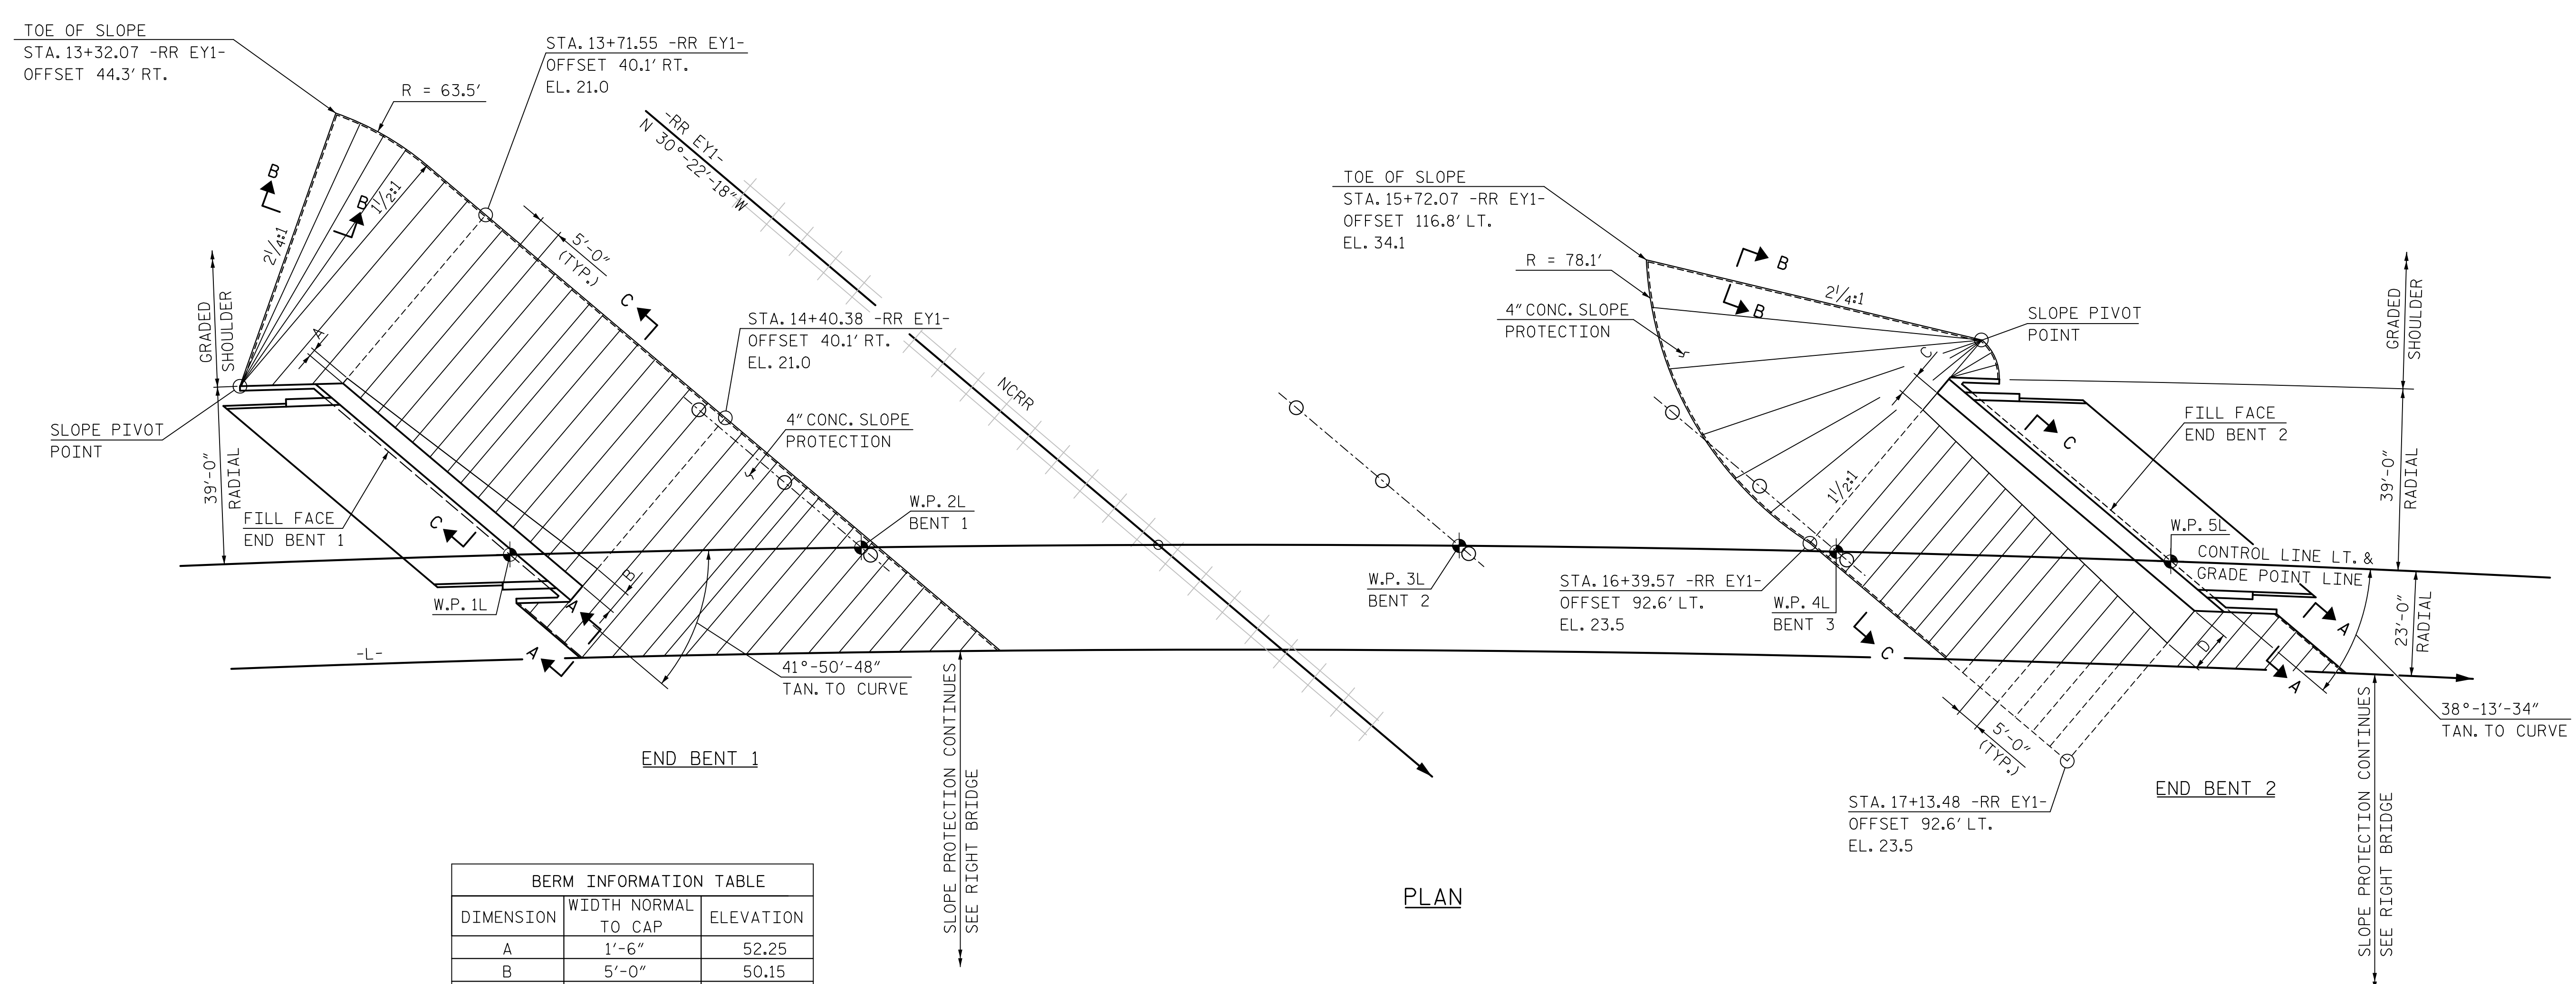 TOE OF SLOPE
STA. 13+32.07 -RR EY1-
OFFSET 44.3' RT.
R = 63.5'
STA. 13+71.55 -RR EY1-
OFFSET 40.1' RT.
EL. 21.0
-RR EY1-
N 30°-22'-18" W
B
B
2 1/4:1
1 1/2:1
5'-0"
(TYP.)
C
GRADED
SHOULDER
A
STA. 14+40.38 -RR EY1-
OFFSET 40.1' RT.
EL. 21.0
NCRR
4" CONC. SLOPE
PROTECTION
SLOPE PIVOT
POINT
39'-0"
RADIAL
FILL FACE
END BENT 1
C
W.P. 2L
BENT 1
W.P. 1L
B
A
A
-L-
41°-50'-48"
TAN. TO CURVE
END BENT 1
SLOPE PROTECTION CONTINUES
SEE RIGHT BRIDGE
TOE OF SLOPE
STA. 15+72.07 -RR EY1-
OFFSET 116.8' LT.
EL. 34.1
R = 78.1'
4" CONC. SLOPE
PROTECTION
B
B
2 1/4:1
SLOPE PIVOT
POINT
GRADED
SHOULDER
C
C
FILL FACE
END BENT 2
39'-0"
RADIAL
1 1/2:1
W.P. 5L
CONTROL LINE LT. &
GRADE POINT LINE
W.P. 3L
BENT 2
STA. 16+39.57 -RR EY1-
OFFSET 92.6' LT.
EL. 23.5
W.P. 4L
BENT 3
C
D
A
A
23'-0"
RADIAL
38°-13'-34"
TAN. TO CURVE
5'-0"
(TYP.)
STA. 17+13.48 -RR EY1-
OFFSET 92.6' LT.
EL. 23.5
END BENT 2
SLOPE PROTECTION CONTINUES
SEE RIGHT BRIDGE
PLAN
BERM INFORMATION TABLE
DIMENSION WIDTH NORMAL TO CAP ELEVATION
A 1'-6" 52.25
B 5'-0" 50.15